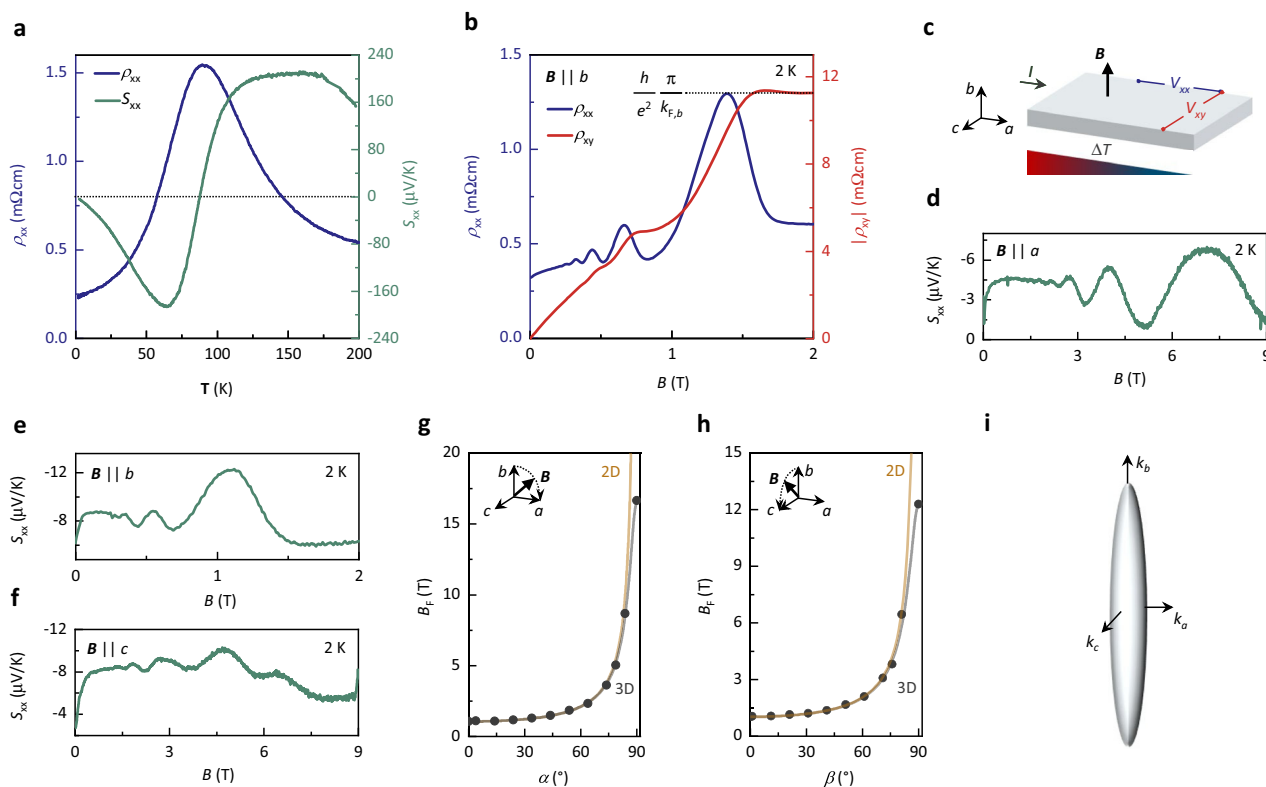 a
ρxx
Sxx
ρxx (mΩcm)
1.5
1.0
0.5
0.0
0
50
100
150
200
T (K)
240
160
80
0
-80
-160
-240
Sxx (μV/K)
b
B || b
h π
e² kF,b
2 K
ρxx
ρxy
ρxx (mΩcm)
1.5
1.0
0.5
0.0
0
1
2
B (T)
12
8
4
0
|ρxy| (mΩcm)
c
I
B
Vxx
Vxy
b
c
a
ΔT
d
B || a
2 K
Sxx (μV/K)
-6
-3
0
0
3
6
9
B (T)
e
B || b
2 K
Sxx (μV/K)
-12
-8
0
1
2
B (T)
f
B || c
2 K
Sxx (μV/K)
-12
-8
-4
0
3
6
9
B (T)
g
b
B
c
a
2D
3D
BF (T)
20
15
10
5
0
0
30
60
90
α (°)
h
b
B
c
a
2D
3D
BF (T)
15
12
9
6
3
0
0
30
60
90
β (°)
i
kb
ka
kc